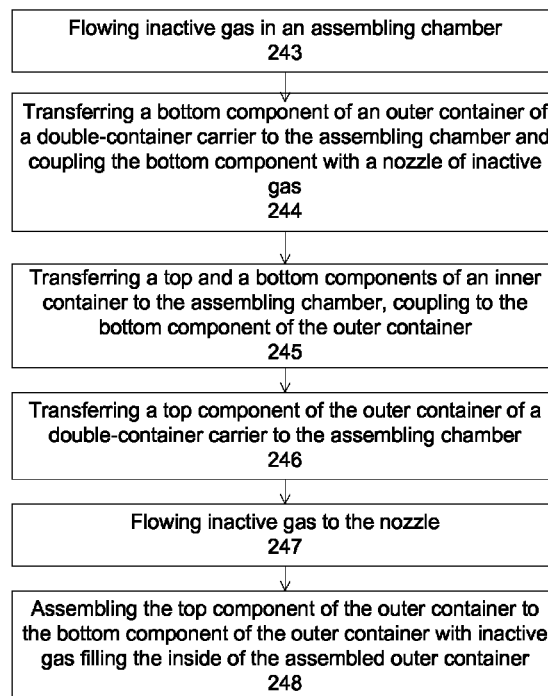 Flowing inactive gas in an assembling chamber
243
Transferring a bottom component of an outer container of
a double-container carrier to the assembling chamber and
coupling the bottom component with a nozzle of inactive
gas
244
Transferring a top and a bottom components of an inner
container to the assembling chamber, coupling to the
bottom component of the outer container
245
Transferring a top component of the outer container of a
double-container carrier to the assembling chamber
246
Flowing inactive gas to the nozzle
247
Assembling the top component of the outer container to
the bottom component of the outer container with inactive
gas filling the inside of the assembled outer container
248